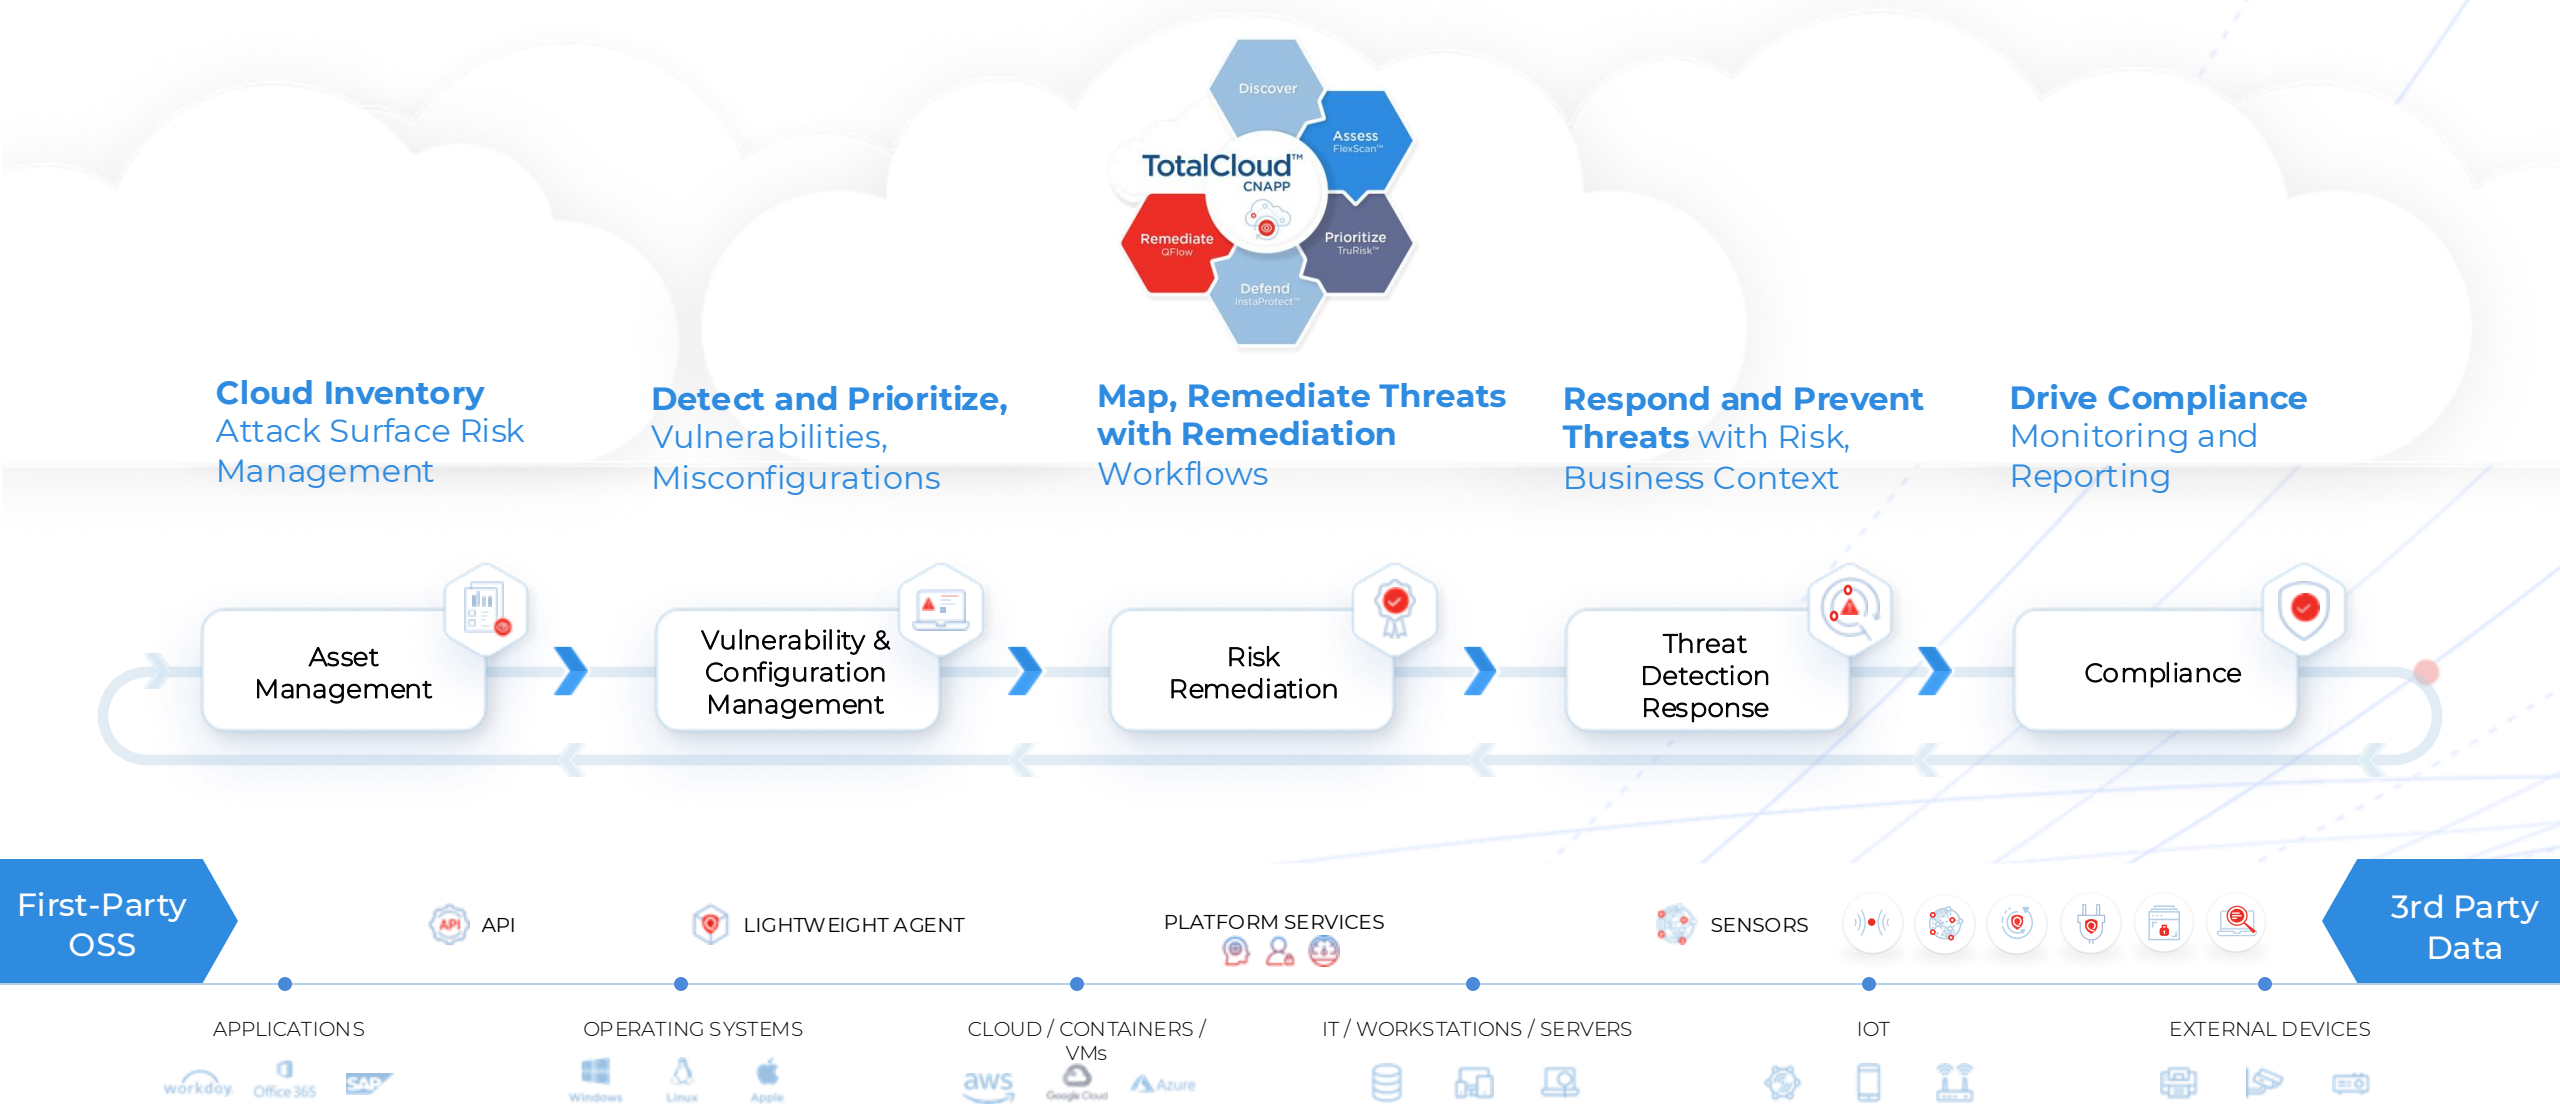 Discover
Assess
FlexScan™
TotalCloud™
CNAPP
Remediate
QFlow
Prioritize
TruRisk™
Defend
InstaProtect™
Cloud Inventory
Attack Surface Risk
Management
Detect and Prioritize,
Vulnerabilities,
Misconfigurations
Map, Remediate Threats
with Remediation
Workflows
Respond and Prevent
Threats with Risk,
Business Context
Drive Compliance
Monitoring and
Reporting
Asset
Management
Vulnerability &
Configuration
Management
Risk
Remediation
Threat
Detection
Response
Compliance
First-Party
OSS
API
API
LIGHTWEIGHT AGENT
PLATFORM SERVICES
SENSORS
3rd Party
Data
APPLICATIONS
workday.
Office 365
SAP
OPERATING SYSTEMS
Windows
Linux
Apple
CLOUD / CONTAINERS /
VMs
aws
Google Cloud
Azure
IT / WORKSTATIONS / SERVERS
IOT
EXTERNAL DEVICES